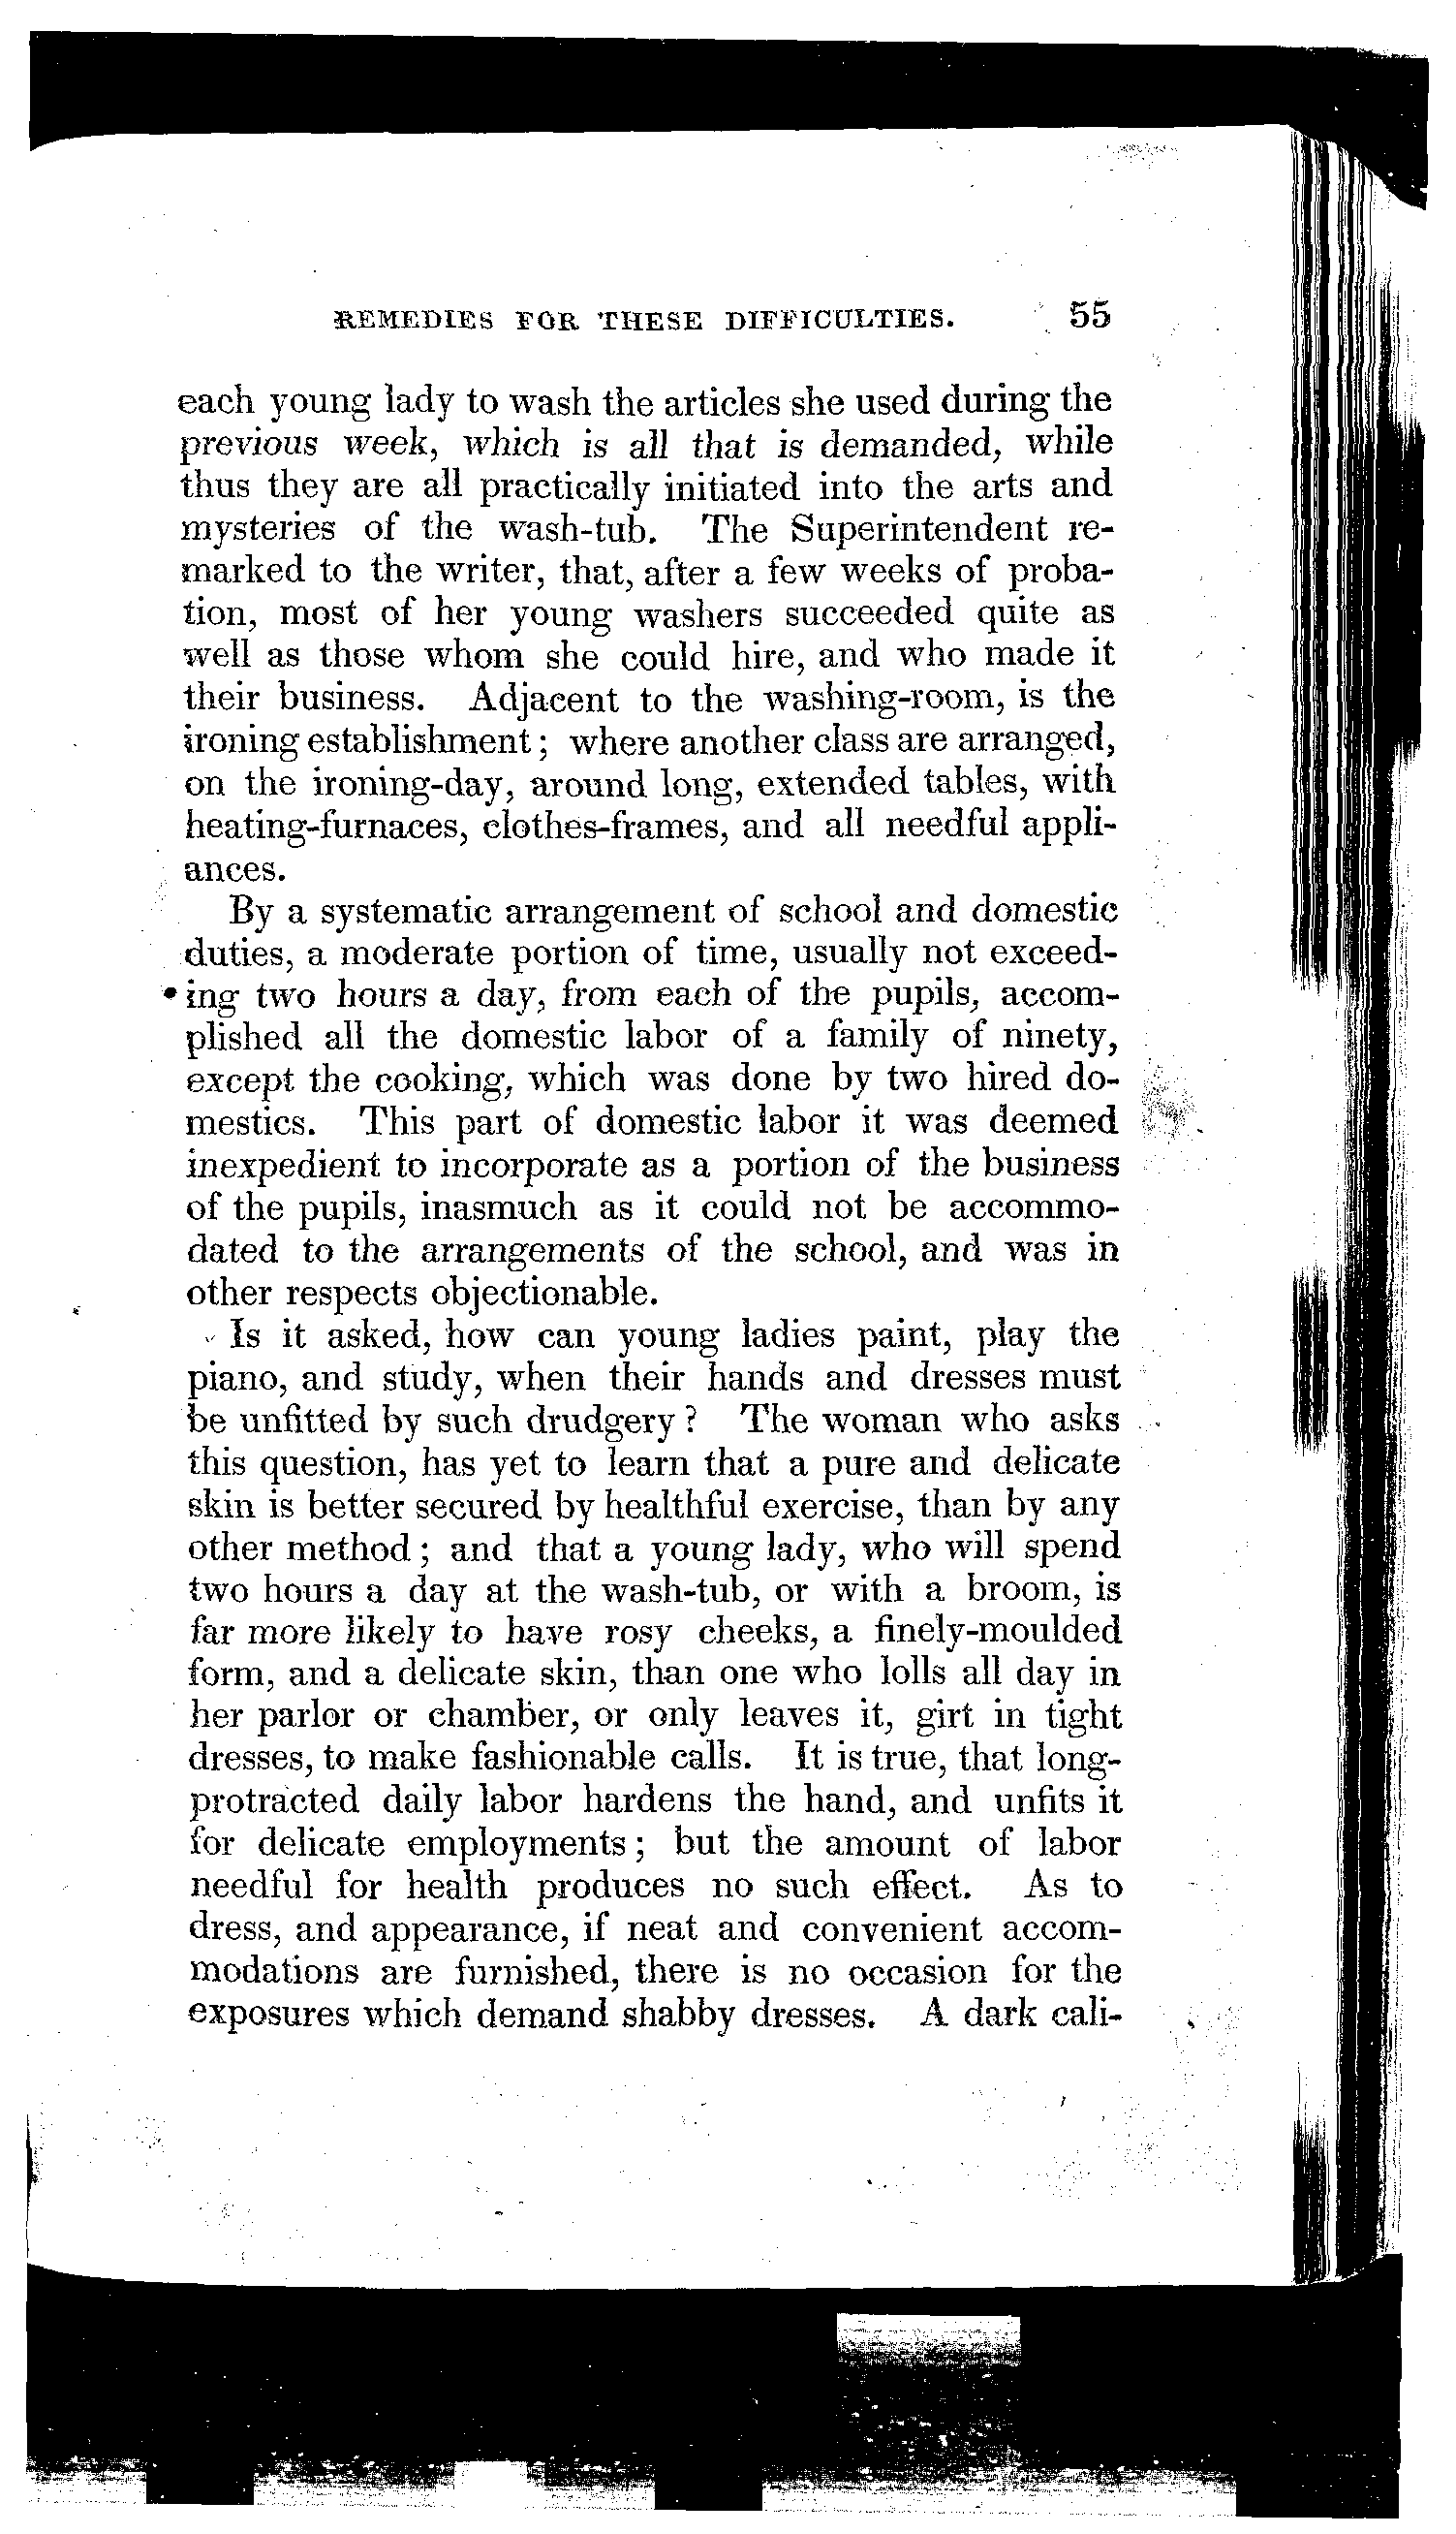 REMEDIES FOR THESE DIFFICULTIES. 55
each young lady to wash the articles she used during the
previous week, which is all that is demanded, while
thus they are all practically initiated into the arts and
mysteries of the wash-tub. The Superintendent re-
marked to the writer, that, after a few weeks of proba-
tion, most of her young washers succeeded quite as
well as those whom she could hire, and who made it
their business. Adjacent to the washing-room, is the
ironing establishment; where another class are arranged,
on the ironing-day, around long, extended tables, with
heating-furnaces, clothes-frames, and all needful appli-
ances.
By a systematic arrangement of school and domestic
duties, a moderate portion of time, usually not exceed-
ing two hours a day, from each of the pupils, accom-
plished all the domestic labor of a family of ninety,
except the cooking, which was done by two hired do-
mestics. This part of domestic labor it was deemed
inexpedient to incorporate as a portion of the business
of the pupils, inasmuch as it could not be accommo-
dated to the arrangements of the school, and was in
other respects objectionable.
Is it asked, how can young ladies paint, play the
piano, and study, when their hands and dresses must
be unfitted by such drudgery? The woman who asks
this question, has yet to learn that a pure and delicate
skin is better secured by healthful exercise, than by any
other method; and that a young lady, who will spend
two hours a day at the wash-tub, or with a broom, is
far more likely to have rosy cheeks, a finely-moulded
form, and a delicate skin, than one who lolls all day in
her parlor or chamber, or only leaves it, girt in tight
dresses, to make fashionable calls. It is true, that long-
protracted daily labor hardens the hand, and unfits it
for delicate employments; but the amount of labor
needful for health produces no such effect. As to
dress, and appearance, if neat and convenient accom-
modations are furnished, there is no occasion for the
exposures which demand shabby dresses. A dark cali-